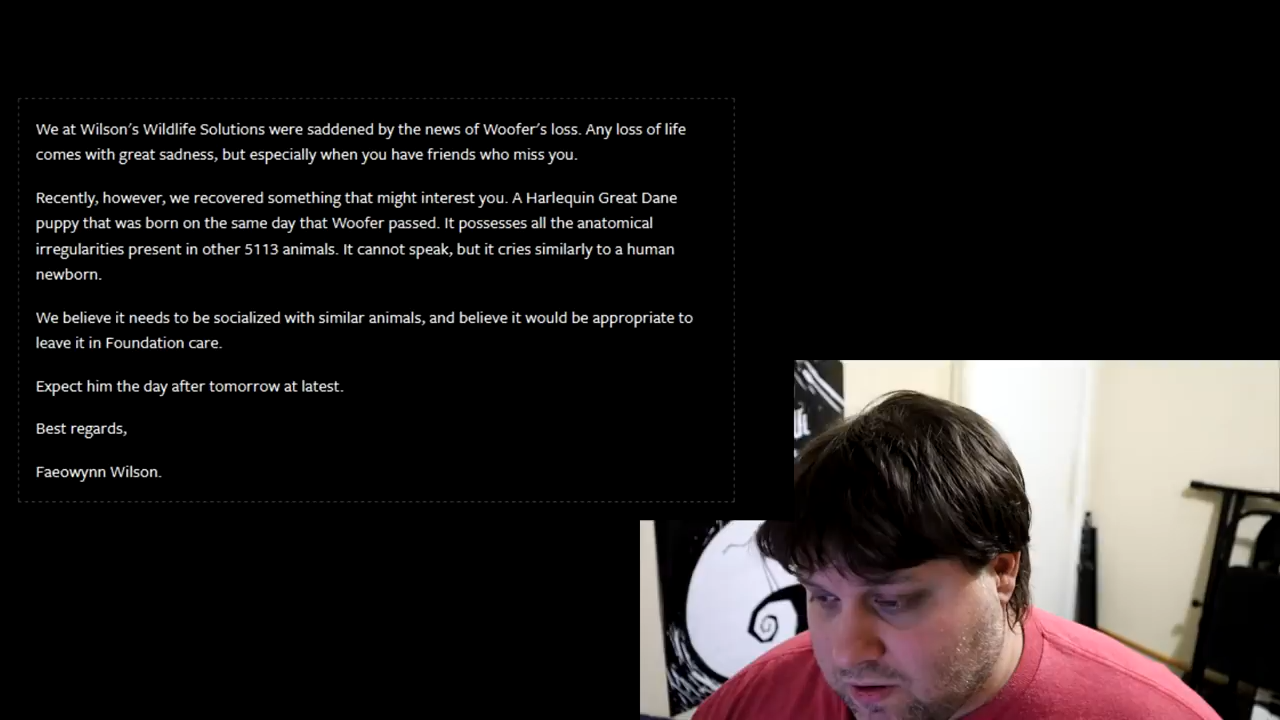 We at Wilson's Wildlife Solutions were saddened by the news of Woofer's loss. Any loss of life
comes with great sadness, but especially when you have friends who miss you.
Recently, however, we recovered something that might interest you. A Harlequin Great Dane
puppy that was born on the same day that Woofer passed. It possesses all the anatomical
irregularities present in other 5113 animals. It cannot speak, but it cries similarly to a human
newborn.
We believe it needs to be socialized with similar animals, and believe it would be appropriate to
leave it in Foundation care.
Expect him the day after tomorrow at latest.
Best regards,
Faeowynn Wilson.